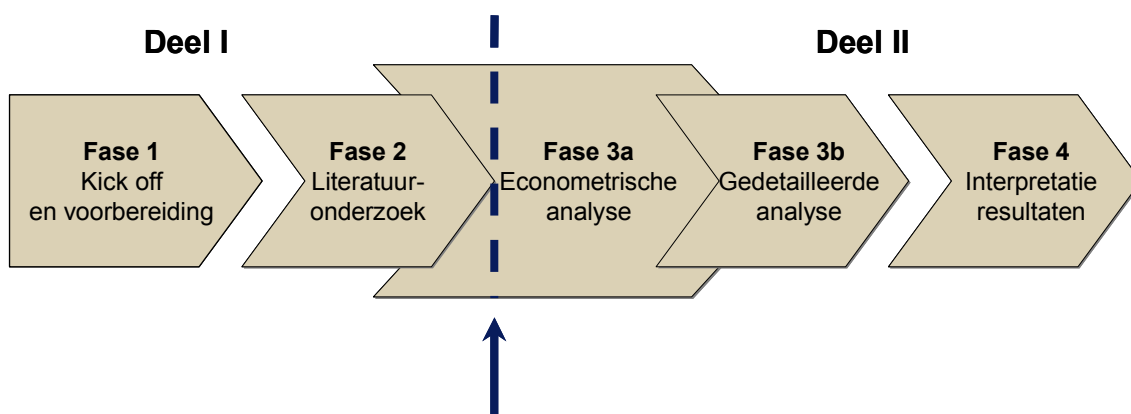 Deel I
Deel II
Fase 1
Kick off
en voorbereiding
Fase 2
Literatuur-
onderzoek
Fase 3a
Econometrische
analyse
Fase 3b
Gedetailleerde
analyse
Fase 4
Interpretatie
resultaten